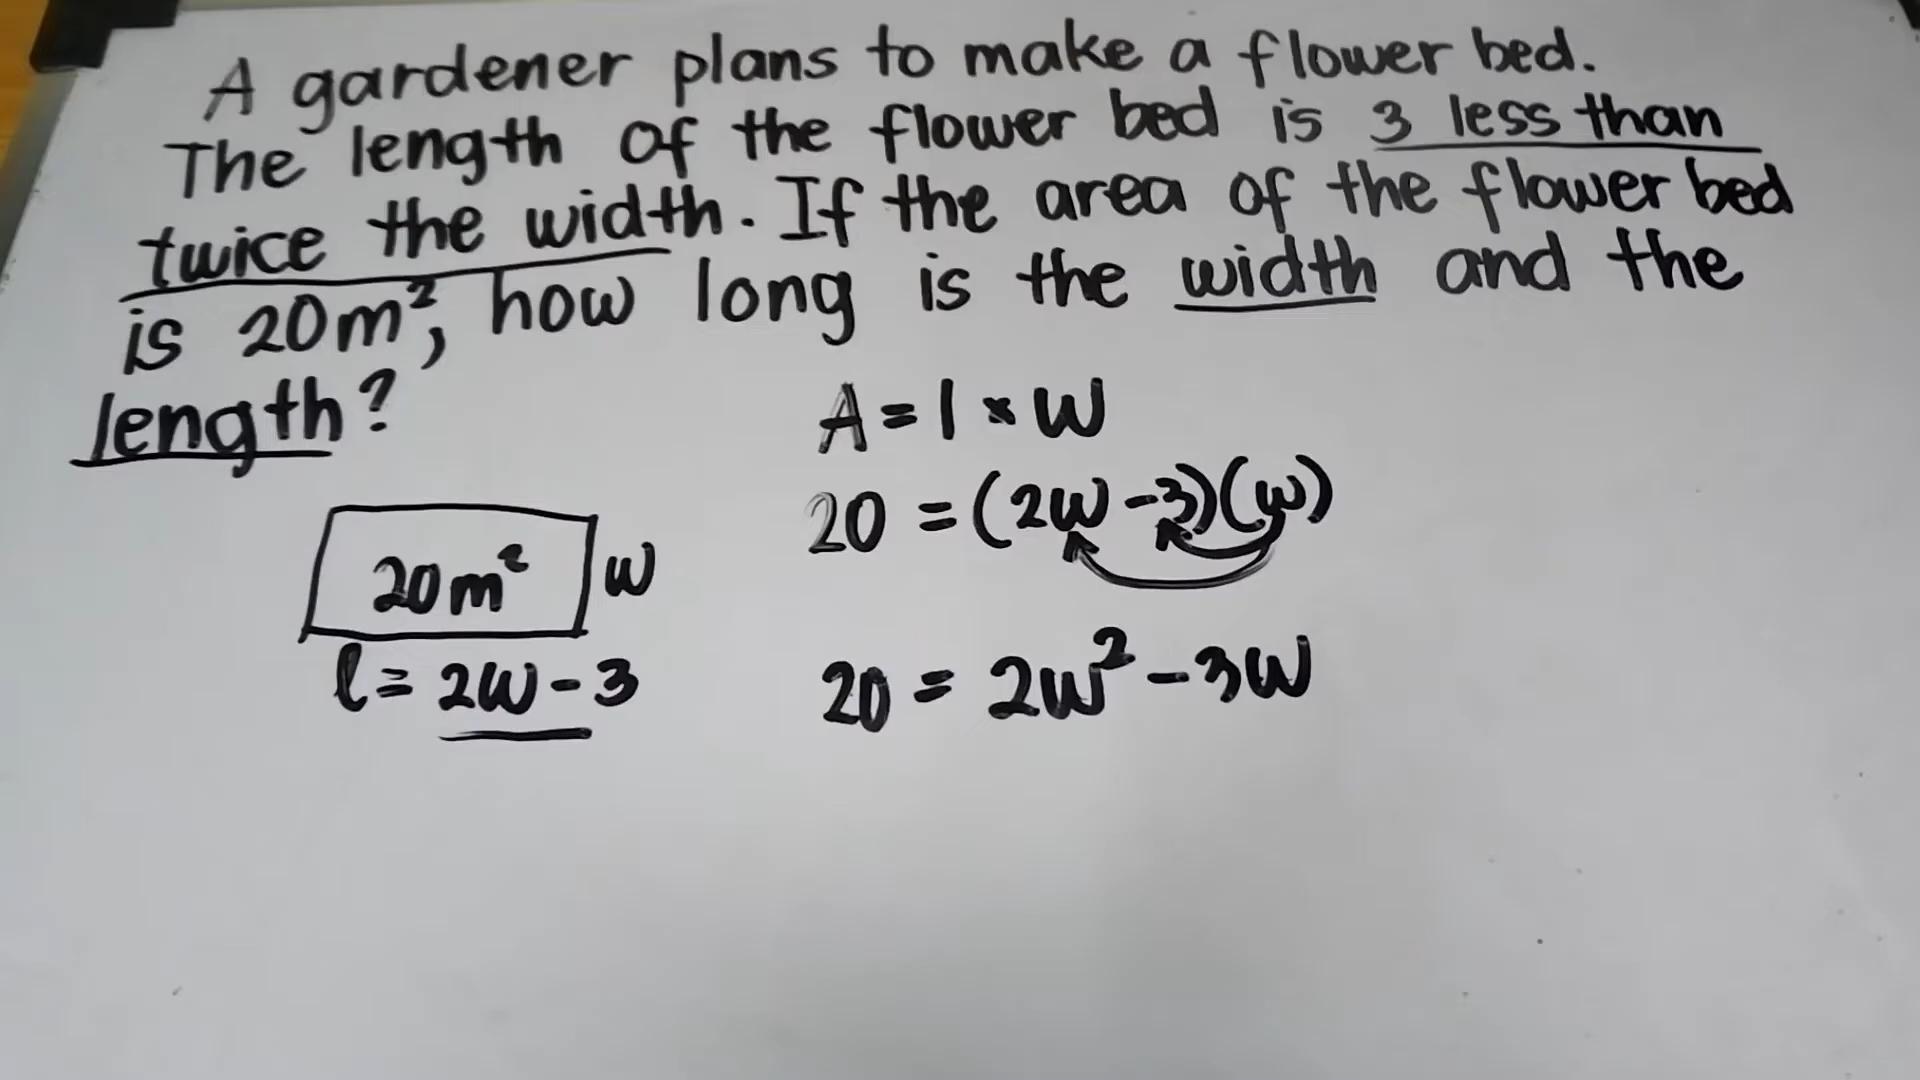 A gardener plans to make a flower bed.
The length of the flower bed is 3 less than
twice the width. If the area of the flower bed
is 20m², how long is the width and the
length?
A = l × w
20 = (2w - 3)(w)
20m² w
l = 2w - 3
20 = 2w² - 3w